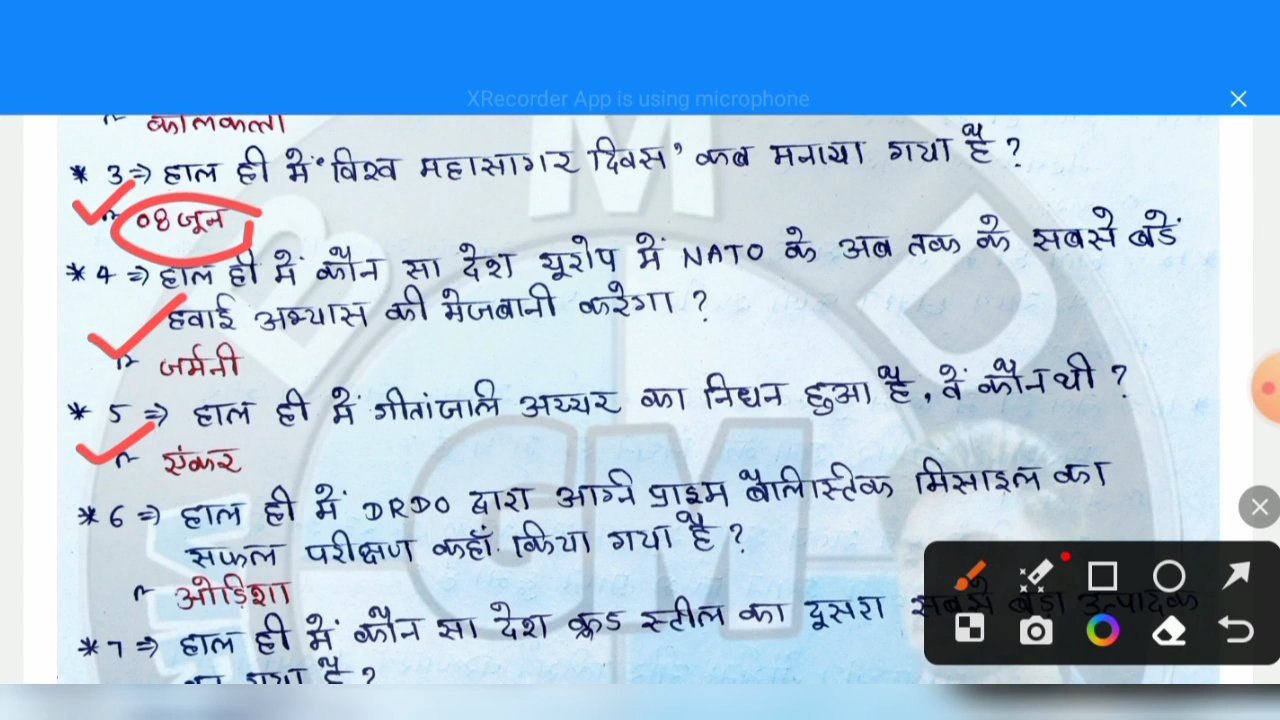 XRecorder App is using microphone
कोलकत्ता
* 3 ⇒ हाल ही में "विश्व महासागर दिवस" कब मनाया गया है ?
08 जून
* 4 ⇒ हाल ही में कौन सा देश यूरोप में NATO के अब तक के सबसे बडें
हवाई अभ्यास की मेजबानी करेगा ?
जर्मनी
* 5 ⇒ हाल ही में गीतांजलि अय्यर का निधन हुआ है, वें कौन थी ?
एंकर
* 6 ⇒ हाल ही में DRDO द्वारा अग्नि प्राइम बैलिस्टिक मिसाइल का
सफल परीक्षण कहाँ किया गया है ?
ओडिशा
* 7 ⇒ हाल ही में कौन सा देश क्रूड स्टील का दूसरा सबसे बडा उत्पादक
गया है ?